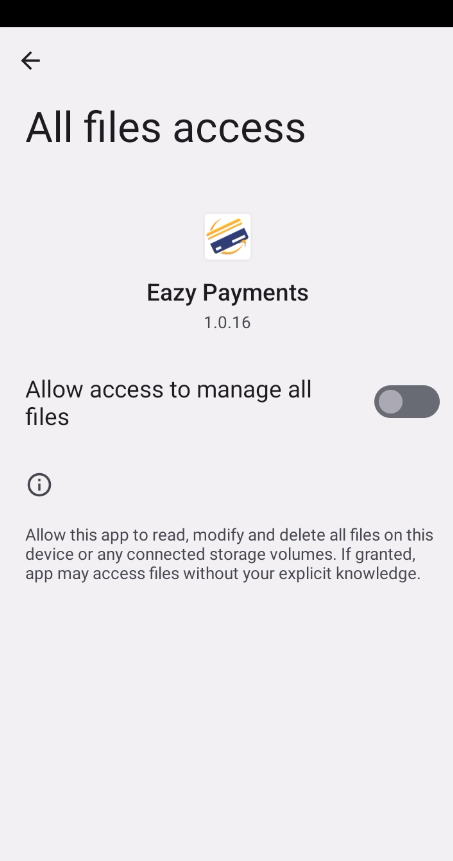 All files access
Eazy Payments
1.0.16
Allow access to manage all
files
Allow this app to read, modify and delete all files on this
device or any connected storage volumes. If granted,
app may access files without your explicit knowledge.